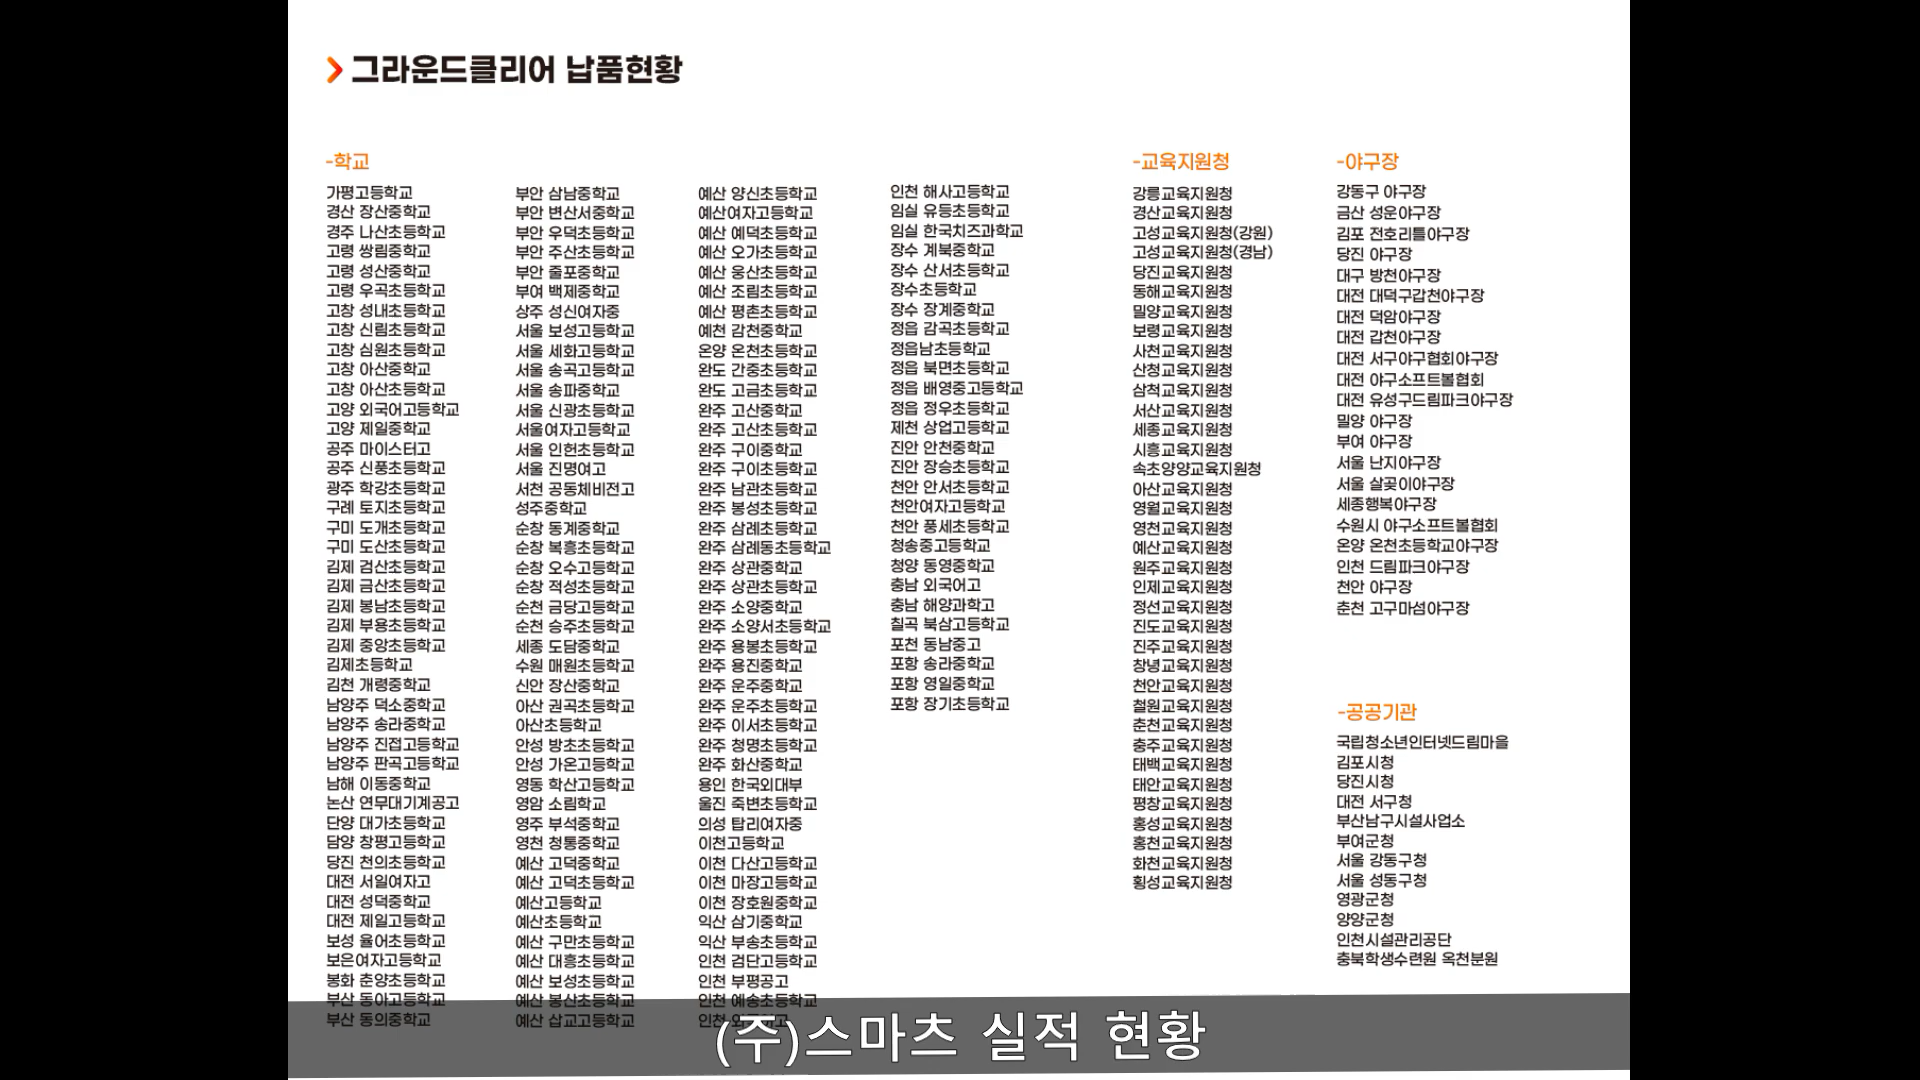 그라운드클리어 납품현황
-학교
가평고등학교
경산 장산중학교
경주 나산초등학교
고령 쌍림중학교
고령 성산중학교
고령 우곡초등학교
고창 성내초등학교
고창 신림초등학교
고창 심원초등학교
고창 아산중학교
고창 아산초등학교
고양 외국어고등학교
고양 제일중학교
공주 마이스터고
공주 신풍초등학교
광주 학강초등학교
구례 토지초등학교
구미 도개초등학교
구미 도산초등학교
김제 검산초등학교
김제 금산초등학교
김제 봉남초등학교
김제 부용초등학교
김제 중앙초등학교
김제초등학교
김천 개령중학교
남양주 덕소중학교
남양주 송라중학교
남양주 진접고등학교
남양주 판곡고등학교
남해 이동중학교
논산 연무대기계공고
단양 대가초등학교
담양 창평고등학교
당진 천의초등학교
대전 서일여자고
대전 성덕중학교
대전 제일고등학교
보성 율어초등학교
보은여자고등학교
봉화 춘양초등학교
부산 동아고등학교
부산 동의중학교
부안 삼남중학교
부안 변산서중학교
부안 우덕초등학교
부안 주산초등학교
부안 줄포중학교
부여 백제중학교
상주 성신여자중
서울 보성고등학교
서울 세화고등학교
서울 송곡고등학교
서울 송파중학교
서울 신광초등학교
서울여자고등학교
서울 인헌초등학교
서울 진명여고
서천 공동체비전고
성주중학교
순창 동계중학교
순창 복흥초등학교
순창 오수고등학교
순창 적성초등학교
순천 금당고등학교
순천 승주초등학교
세종 도담중학교
수원 매원초등학교
신안 장산중학교
아산 권곡초등학교
아산초등학교
안성 방초초등학교
안성 가온고등학교
영동 학산고등학교
영암 소림학교
영주 부석중학교
영천 청통중학교
예산 고덕중학교
예산 고덕초등학교
예산고등학교
예산초등학교
예산 구만초등학교
예산 대흥초등학교
예산 보성초등학교
예산 봉산초등학교
예산 삽교고등학교
예산 양신초등학교
예산여자고등학교
예산 예덕초등학교
예산 오가초등학교
예산 웅산초등학교
예산 조림초등학교
예산 평촌초등학교
예천 감천중학교
온양 온천초등학교
완도 간중초등학교
완도 고금초등학교
완주 고산중학교
완주 고산초등학교
완주 구이중학교
완주 구이초등학교
완주 남관초등학교
완주 봉성초등학교
완주 삼례초등학교
완주 삼례동초등학교
완주 상관중학교
완주 상관초등학교
완주 소양중학교
완주 소양서초등학교
완주 용봉초등학교
완주 용진중학교
완주 운주중학교
완주 운주초등학교
완주 이서초등학교
완주 청명초등학교
완주 화산중학교
용인 한국외대부
울진 죽변초등학교
의성 탑리여자중
이천고등학교
이천 다산고등학교
이천 마장고등학교
이천 장호원중학교
익산 삼기중학교
익산 부송초등학교
인천 검단고등학교
인천 부평공고
인천 예송초등학교
인천
인천 해사고등학교
임실 유등초등학교
임실 한국치즈과학교
장수 계북중학교
장수 산서초등학교
장수초등학교
장수 장계중학교
정읍 감곡초등학교
정읍남초등학교
정읍 북면초등학교
정읍 배영중고등학교
정읍 정우초등학교
제천 상업고등학교
진안 안천중학교
진안 장승초등학교
천안 안서초등학교
천안여자고등학교
천안 풍세초등학교
청송중고등학교
청양 동영중학교
충남 외국어고
충남 해양과학고
칠곡 북삼고등학교
포천 동남중고
포항 송라중학교
포항 영일중학교
포항 장기초등학교
-교육지원청
강릉교육지원청
경산교육지원청
고성교육지원청(강원)
고성교육지원청(경남)
당진교육지원청
동해교육지원청
밀양교육지원청
보령교육지원청
사천교육지원청
산청교육지원청
삼척교육지원청
서산교육지원청
세종교육지원청
시흥교육지원청
속초양양교육지원청
아산교육지원청
영월교육지원청
영천교육지원청
예산교육지원청
원주교육지원청
인제교육지원청
정선교육지원청
진도교육지원청
진주교육지원청
창녕교육지원청
천안교육지원청
철원교육지원청
춘천교육지원청
충주교육지원청
태백교육지원청
태안교육지원청
평창교육지원청
홍성교육지원청
홍천교육지원청
화천교육지원청
횡성교육지원청
-야구장
강동구 야구장
금산 성운야구장
김포 전호리틀야구장
당진 야구장
대구 방천야구장
대전 대덕구갑천야구장
대전 덕암야구장
대전 갑천야구장
대전 서구야구협회야구장
대전 야구소프트볼협회
대전 유성구드림파크야구장
밀양 야구장
부여 야구장
서울 난지야구장
서울 살곶이야구장
세종행복야구장
수원시 야구소프트볼협회
온양 온천초등학교야구장
인천 드림파크야구장
천안 야구장
춘천 고구마섬야구장
-공공기관
국립청소년인터넷드림마을
김포시청
당진시청
대전 서구청
부산남구시설사업소
부여군청
서울 강동구청
서울 성동구청
영광군청
양양군청
인천시설관리공단
충북학생수련원 옥천분원
(주)스마츠 실적 현황